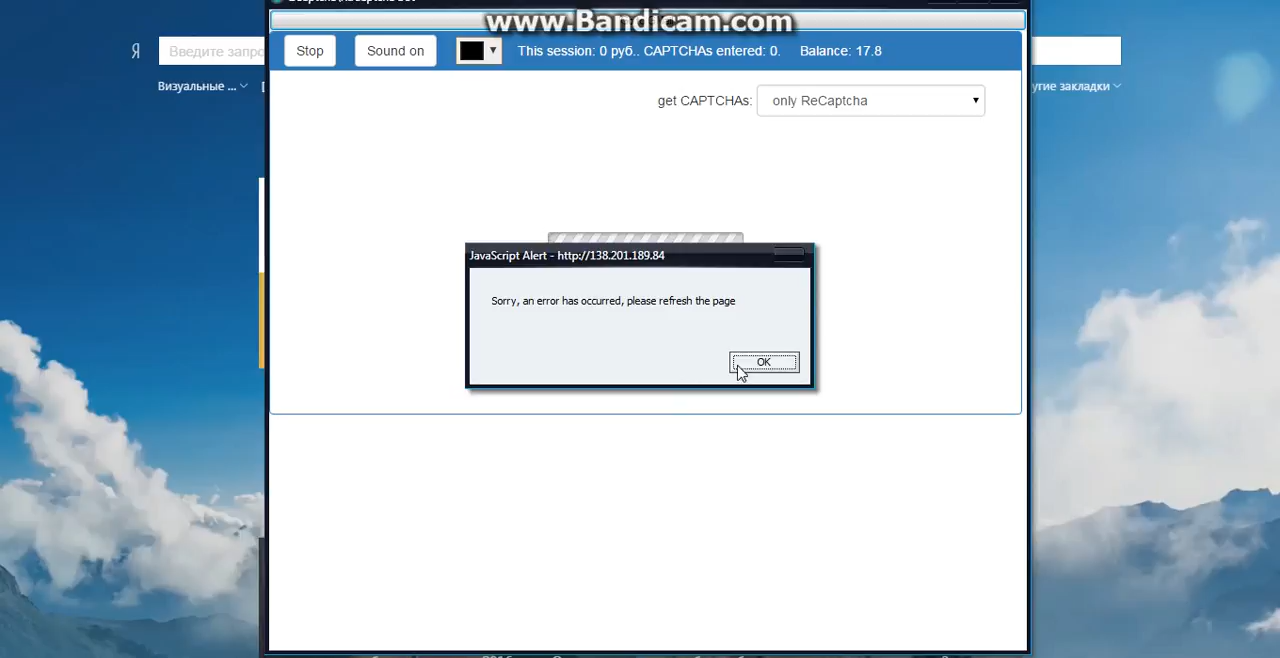 www.Bandicam.com
Я
Введите запро
Stop
Sound on
This session: 0 руб.. CAPTCHAs entered: 0.
Balance: 17.8
Визуальные ...
угие закладки
get CAPTCHAs:
only ReCaptcha
JavaScript Alert - http://138.201.189.84
Sorry, an error has occurred, please refresh the page
OK